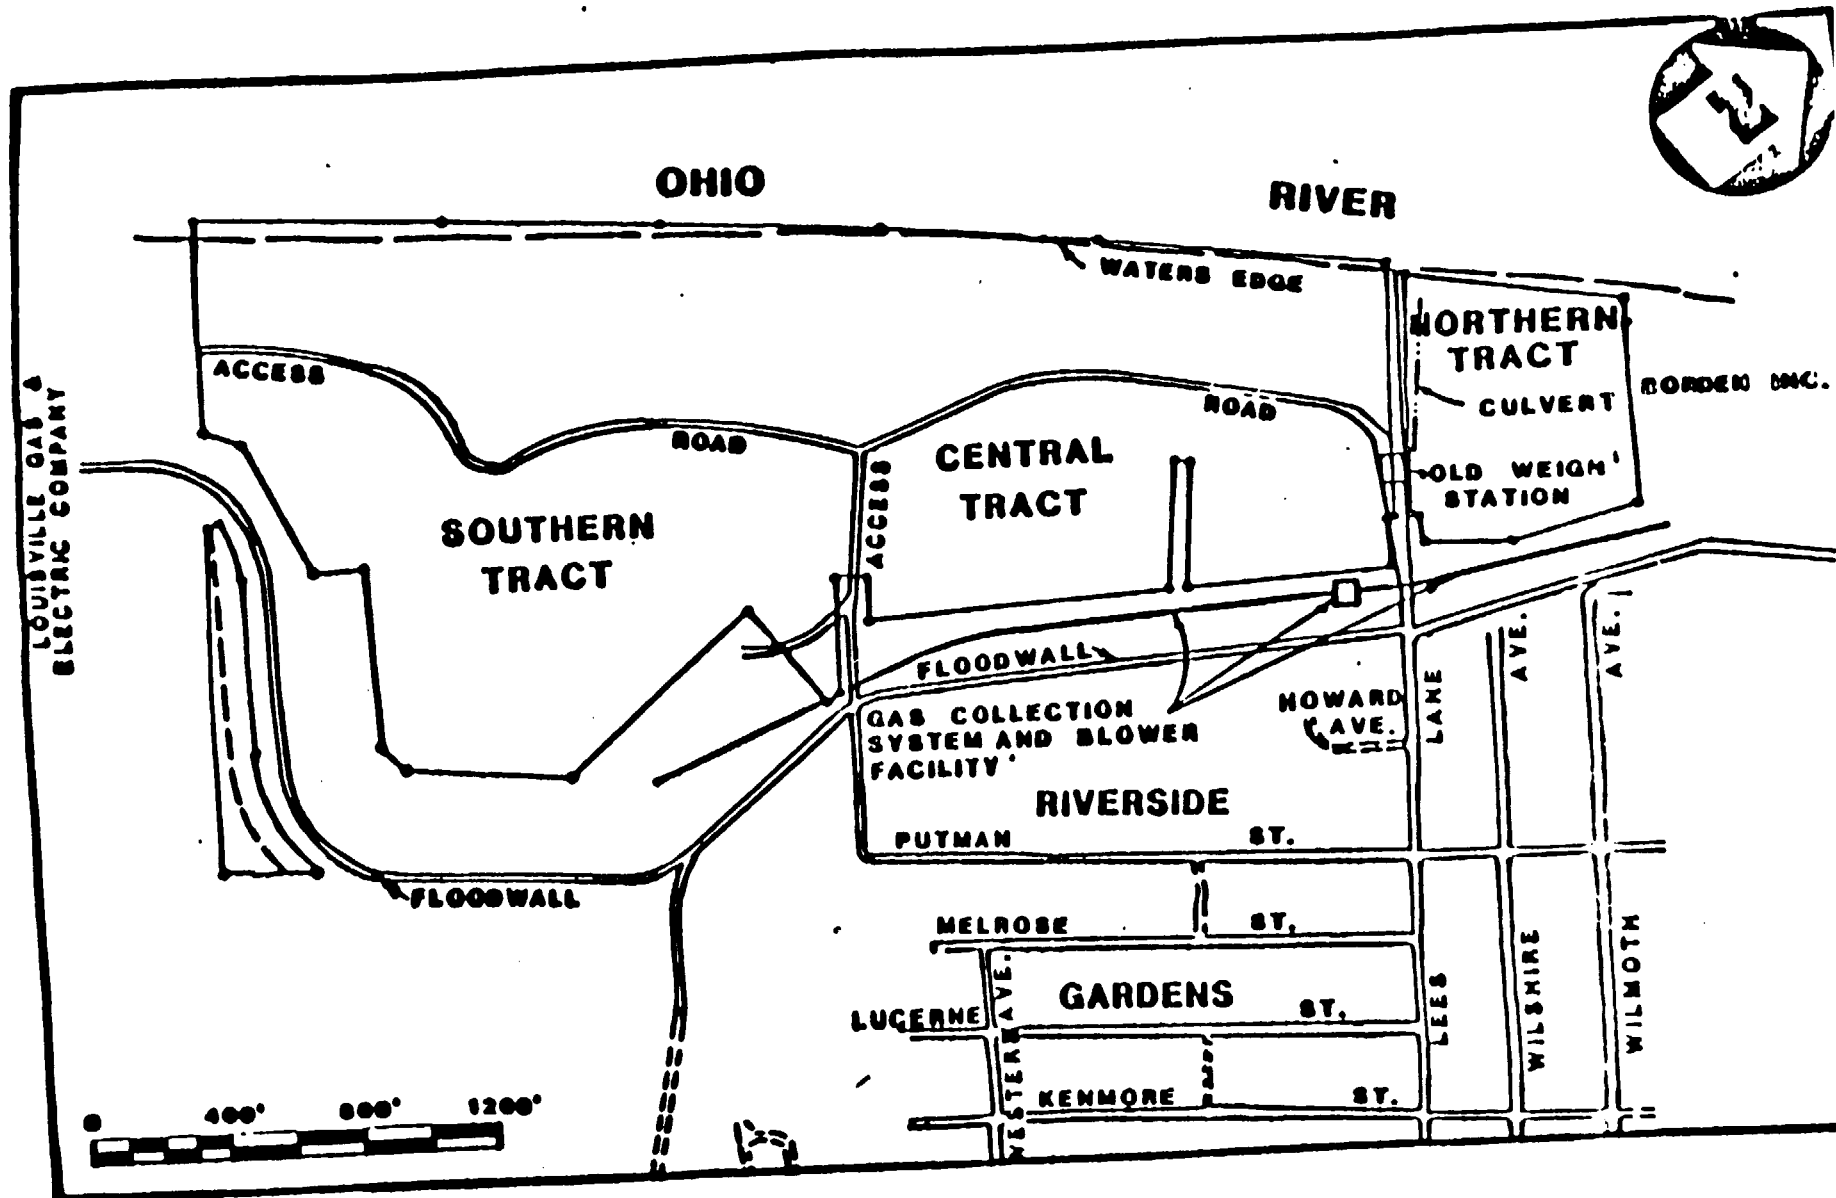 OHIO RIVER
WATERS EDGE
NORTHERN
TRACT
BORDEN INC.
CULVERT
OLD WEIGH
STATION
ACCESS
ROAD
ROAD
ACCESS
CENTRAL
TRACT
SOUTHERN
TRACT
LOUISVILLE GAS &
ELECTRIC COMPANY
FLOODWALL
GAS COLLECTION
SYSTEM AND BLOWER
FACILITY
HOWARD
AVE.
LANE
AVE.
AVE.
RIVERSIDE
PUTMAN ST.
FLOODWALL
MELROSE ST.
WESTERN AVE.
GARDENS
LUCERNE ST.
LEES
WILSHIRE
WILMOTH
KENMORE ST.
0 400' 800' 1200'